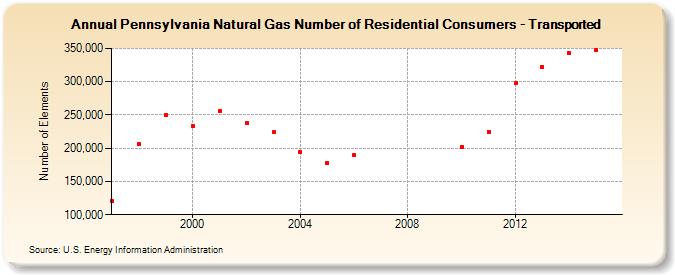 Annual Pennsylvania Natural Gas Number of Residential Consumers - Transported
Number of Elements
350,000
300,000
250,000
200,000
150,000
100,000
2000 2004 2008 2012
Source: U.S. Energy Information Administration